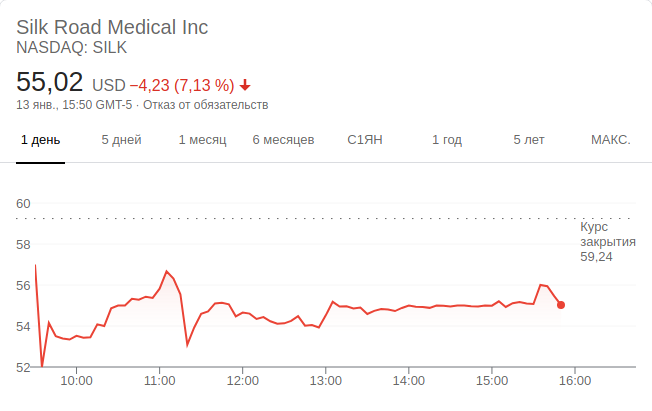 Silk Road Medical Inc
NASDAQ: SILK
55,02 USD −4,23 (7,13 %)
13 янв., 15:50 GMT-5 · Отказ от обязательств
1 день 5 дней 1 месяц 6 месяцев С1ЯН 1 год 5 лет МАКС.
60
Курс
58
закрытия
59,24
56
54
52
10:00 11:00 12:00 13:00 14:00 15:00 16:00